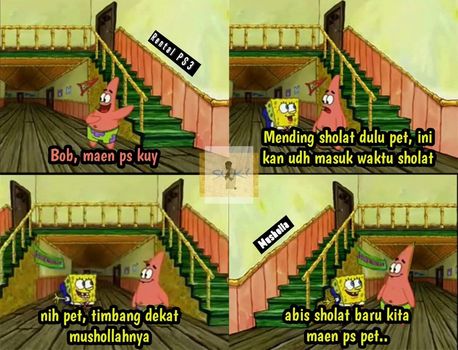 Rental PS3
Bob, maen ps kuy
Mending sholat dulu pet, ini
kan udh masuk waktu sholat
nih pet, timbang dekat
mushollahnya
Musholla
abis sholat baru kita
maen ps pet..